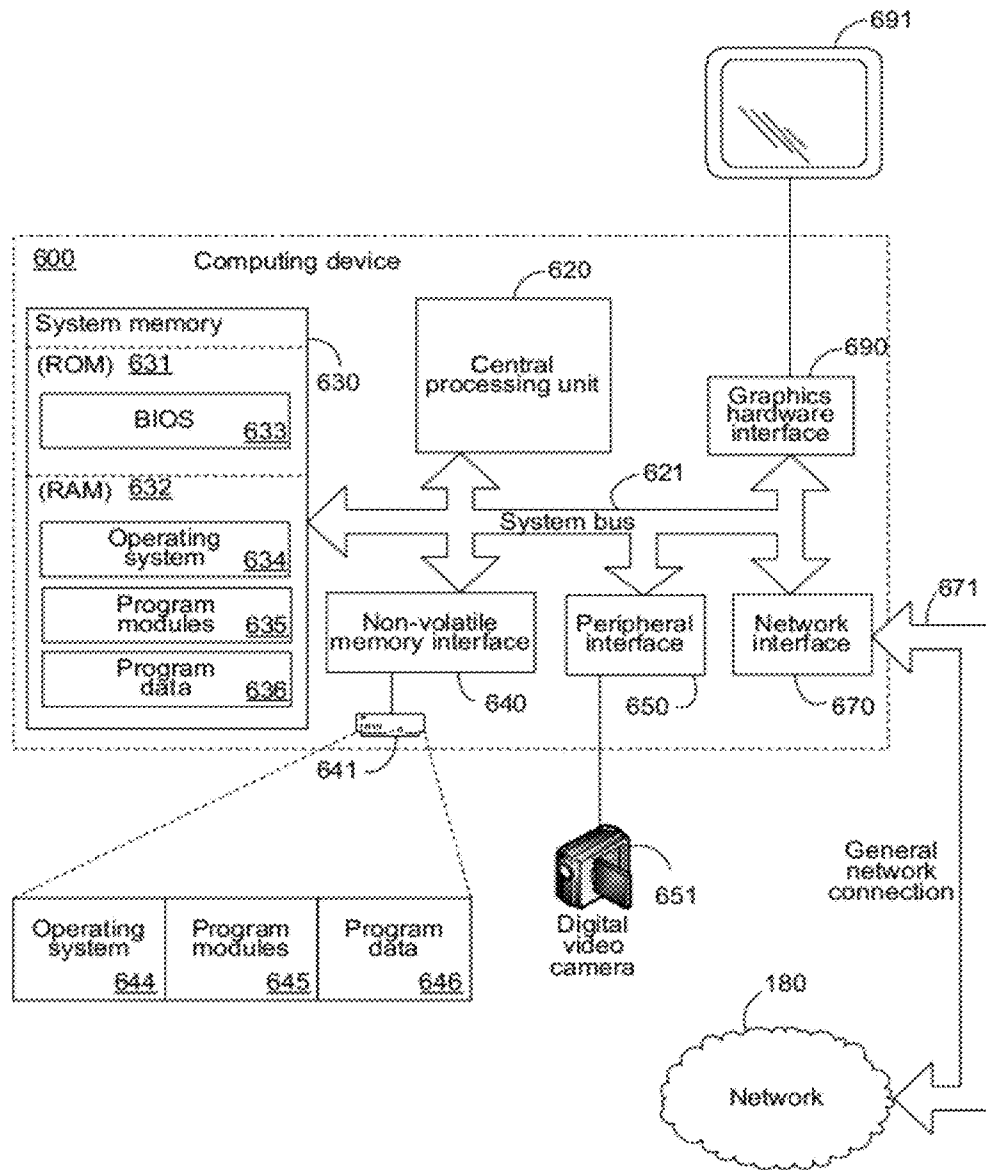 691
600
Computing device
620
System memory
630
(ROM) 631
BIOS
633
Central
processing unit
690
Graphics
hardware
interface
(RAM) 632
621
System bus
Operating
system
634
Program
modules
635
Program
data
636
Non-volatile
memory interface
640
Peripheral
interface
650
Network
interface
670
671
641
651
Digital
video
camera
General
network
connection
Operating
system
644
Program
modules
645
Program
data
646
180
Network